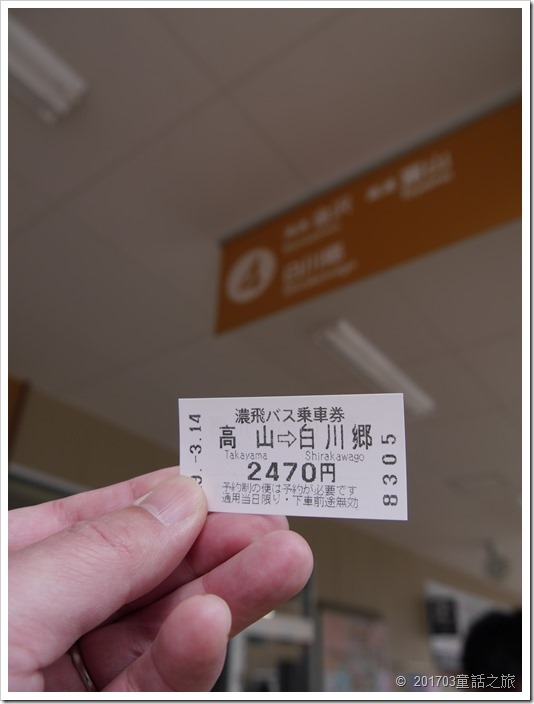 4
白川郷
濃飛バス乗車券
高山⇨白川郷
Takayama Shirakawago
2470円
予約制の便は予約が必要です
適用当日限り・下車前途無効
-3.14
8305
© 201703童話之旅